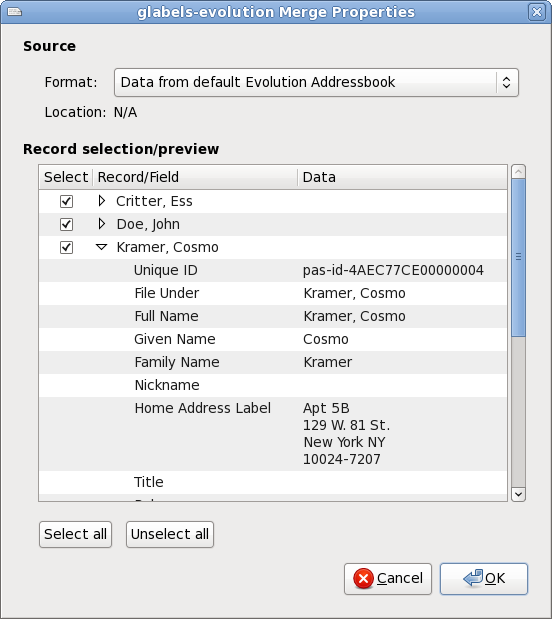 glabels-evolution Merge Properties
Source
Format: Data from default Evolution Addressbook
Location: N/A
Record selection/preview
Select Record/Field Data
Critter, Ess
Doe, John
Kramer, Cosmo
Unique ID pas-id-4AEC77CE00000004
File Under Kramer, Cosmo
Full Name Kramer, Cosmo
Given Name Cosmo
Family Name Kramer
Nickname
Home Address Label Apt 5B
129 W. 81 St.
New York NY
10024-7207
Title
Select all Unselect all
Cancel OK